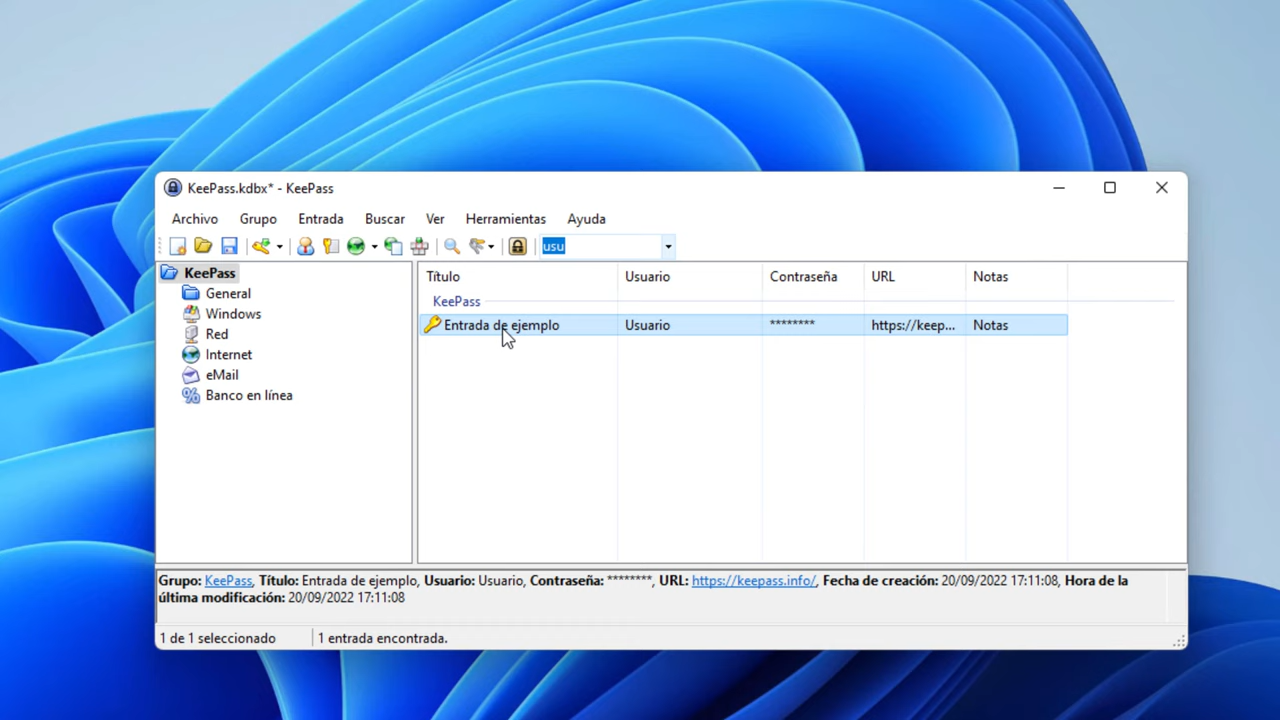 KeePass.kdbx* - KeePass
Archivo Grupo Entrada Buscar Ver Herramientas Ayuda
usu
KeePass
General
Windows
Red
Internet
eMail
Banco en línea
Título Usuario Contraseña URL Notas
KeePass
Entrada de ejemplo Usuario ******** https://keep... Notas
Grupo: KeePass, Título: Entrada de ejemplo, Usuario: Usuario, Contraseña: ********, URL: https://keepass.info/, Fecha de creación: 20/09/2022 17:11:08, Hora de la
última modificación: 20/09/2022 17:11:08
1 de 1 seleccionado 1 entrada encontrada.